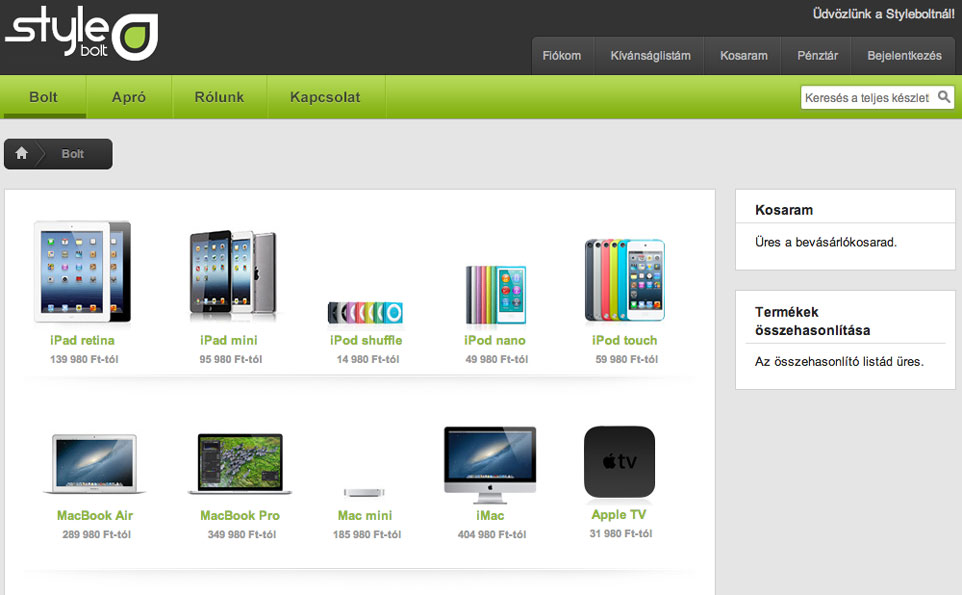 style
bolt
Üdvözlünk a Styleboltnál!
Fiókom Kívánságlistám Kosaram Pénztár Bejelentkezés
Bolt Apró Rólunk Kapcsolat
Keresés a teljes készlet
Bolt
Kosaram
Üres a bevásárlókosarad.
Termékek
összehasonlítása
Az összehasonlító listád üres.
iPad retina iPad mini iPod shuffle iPod nano iPod touch
139 980 Ft-tól 95 980 Ft-tól 14 980 Ft-tól 49 980 Ft-tól 59 980 Ft-tól
tv
MacBook Air MacBook Pro Mac mini iMac Apple TV
289 980 Ft-tól 349 980 Ft-tól 185 980 Ft-tól 404 980 Ft-tól 31 980 Ft-tól